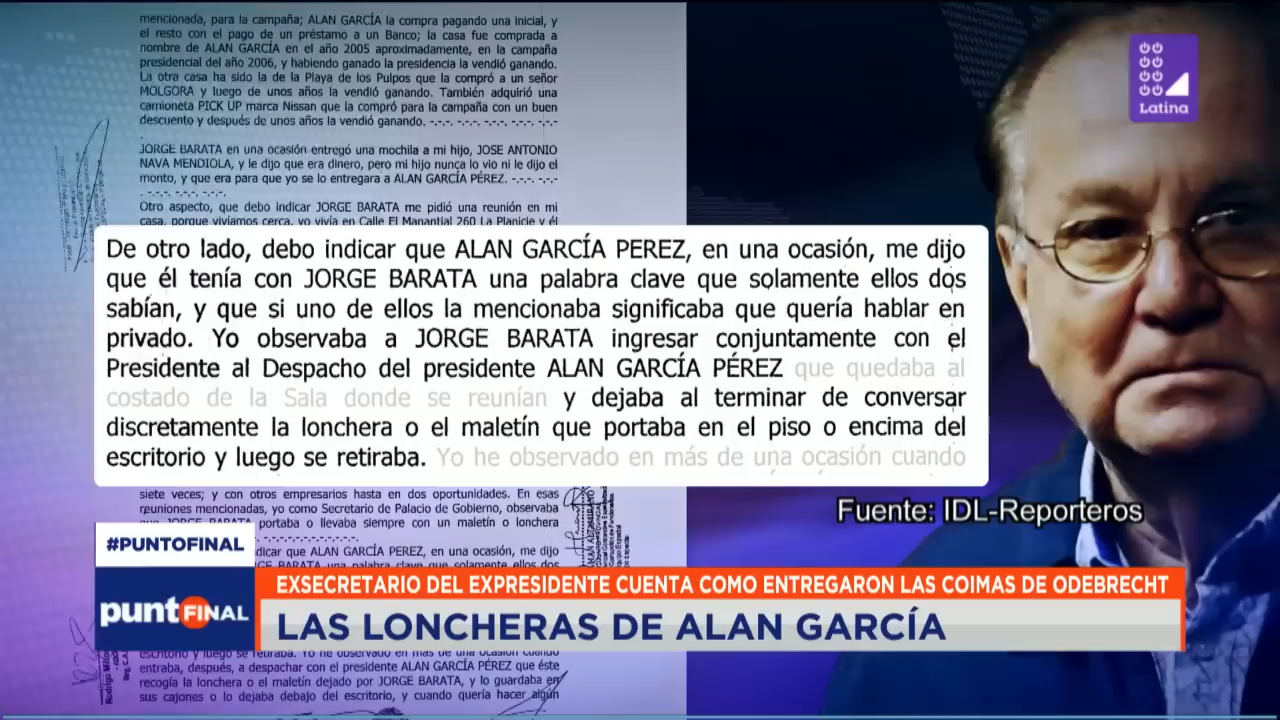 mencionada, para la campaña; ALAN GARCÍA la compra pagando una inicial, y
el resto con el pago de un préstamo a un Banco; la casa fue comprada a
nombre de ALAN GARCÍA en el año 2005 aproximadamente, en la campaña
presidencial del año 2006, y habiendo ganado la presidencia la vendió ganando.
La otra casa ha sido la de la Playa de los Pulpos que la compró a un señor
MOLGORA y luego de unos años la vendió ganando. También adquirió una
camioneta PICK UP marca Nissan que la compró para la campaña con un buen
descuento y después de unos años la vendió ganando. -.-.-. -.-.-. -.-.-. -.-.-.
JORGE BARATA en una ocasión entregó una mochila a mi hijo, JOSE ANTONIO
NAVA MENDIOLA, y le dijo que era dinero, pero mi hijo nunca lo vio ni le dijo el
monto, y que era para que yo se lo entregara a ALAN GARCÍA PÉREZ. -.-.-. -.-.-
- -.-.-. -.-.-. -.-.-.
Otro aspecto, que debo indicar JORGE BARATA me pidió una reunión en mi
casa, porque vivíamos cerca, yo vivía en Calle El Manantial 260 La Planicie y él
De otro lado, debo indicar que ALAN GARCÍA PEREZ, en una ocasión, me dijo
que él tenía con JORGE BARATA una palabra clave que solamente ellos dos
sabían, y que si uno de ellos la mencionaba significaba que quería hablar en
privado. Yo observaba a JORGE BARATA ingresar conjuntamente con el
Presidente al Despacho del presidente ALAN GARCÍA PÉREZ que quedaba al
costado de la Sala donde se reunían y dejaba al terminar de conversar
discretamente la lonchera o el maletín que portaba en el piso o encima del
escritorio y luego se retiraba. Yo he observado en más de una ocasión cuando
siete veces; y con otros empresarios hasta en dos oportunidades. En esas
reuniones mencionadas, yo como Secretario de Palacio de Gobierno, observaba
que JORGE BARATA portaba o llevaba siempre con un maletín o lonchera
dicar que ALAN GARCÍA PEREZ, en una ocasión, me dijo
GE BARATA una palabra clave que solamente ellos dos
escritorio y luego se retiraba. Yo he observado en más de una ocasión cuando
entraba, después, a despachar con el presidente ALAN GARCÍA PÉREZ que éste
recogía la lonchera o el maletín dejado por JORGE BARATA, y lo guardaba en
sus cajones o lo dejaba debajo del escritorio, y cuando quería hacer algún
Latina
Fuente: IDL-Reporteros
#PUNTOFINAL
punto FINAL
EXSECRETARIO DEL EXPRESIDENTE CUENTA COMO ENTREGARON LAS COIMAS DE ODEBRECHT
LAS LONCHERAS DE ALAN GARCÍA